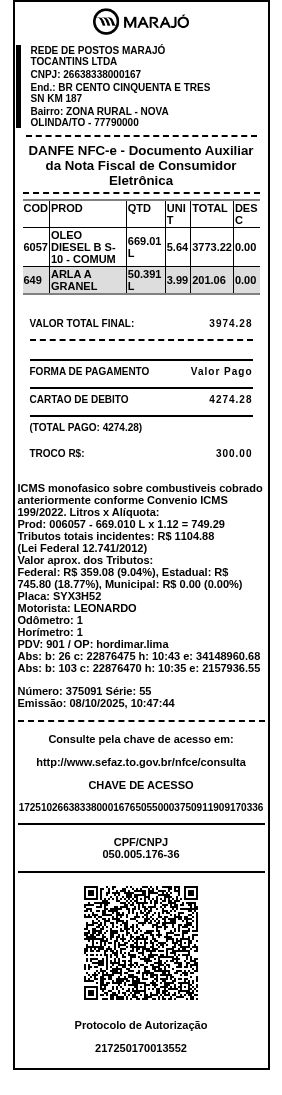 MARAJÓ
REDE DE POSTOS MARAJÓ
TOCANTINS LTDA
CNPJ: 26638338000167
End.: BR CENTO CINQUENTA E TRES
SN KM 187
Bairro: ZONA RURAL - NOVA
OLINDA/TO - 77790000
DANFE NFC-e - Documento Auxiliar
da Nota Fiscal de Consumidor
Eletrônica
COD PROD QTD UNIT TOTAL DESC
6057 OLEO DIESEL B S-10 - COMUM 669.01 L 5.64 3773.22 0.00
649 ARLA A GRANEL 50.391 L 3.99 201.06 0.00
VALOR TOTAL FINAL: 3974.28
FORMA DE PAGAMENTO Valor Pago
CARTAO DE DEBITO 4274.28
(TOTAL PAGO: 4274.28)
TROCO R$: 300.00
ICMS monofasico sobre combustiveis cobrado
anteriormente conforme Convenio ICMS
199/2022. Litros x Alíquota:
Prod: 006057 - 669.010 L x 1.12 = 749.29
Tributos totais incidentes: R$ 1104.88
(Lei Federal 12.741/2012)
Valor aprox. dos Tributos:
Federal: R$ 359.08 (9.04%), Estadual: R$
745.80 (18.77%), Municipal: R$ 0.00 (0.00%)
Placa: SYX3H52
Motorista: LEONARDO
Odômetro: 1
Horímetro: 1
PDV: 901 / OP: hordimar.lima
Abs: b: 26 c: 22876475 h: 10:43 e: 34148960.68
Abs: b: 103 c: 22876470 h: 10:35 e: 2157936.55
Número: 375091 Série: 55
Emissão: 08/10/2025, 10:47:44
Consulte pela chave de acesso em:
http://www.sefaz.to.gov.br/nfce/consulta
CHAVE DE ACESSO
17251026638338000167650550003750911909170336
CPF/CNPJ
050.005.176-36
Protocolo de Autorização
217250170013552